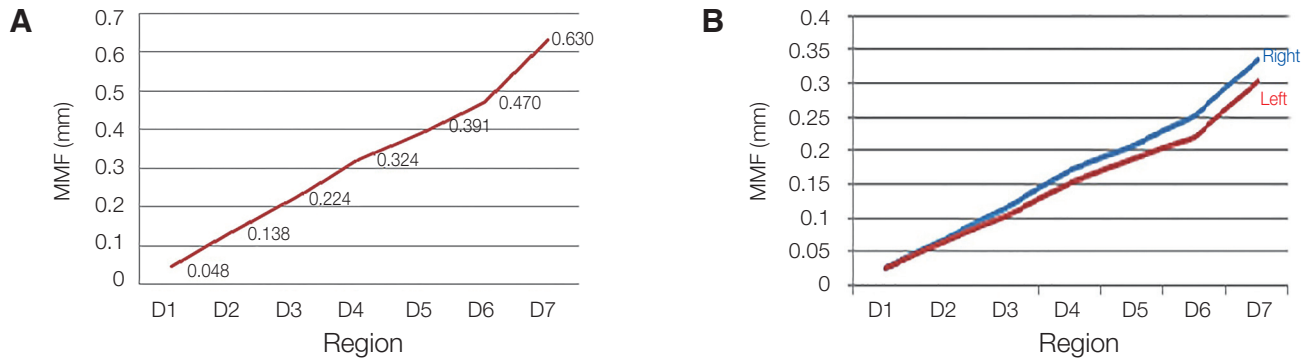 A
MMF (mm)
0.7
0.6
0.5
0.4
0.3
0.2
0.1
0
0.048
0.138
0.224
0.324
0.391
0.470
0.630
D1 D2 D3 D4 D5 D6 D7
Region
B
MMF (mm)
0.4
0.35
0.3
0.25
0.2
0.15
0.1
0.05
0
Right
Left
D1 D2 D3 D4 D5 D6 D7
Region